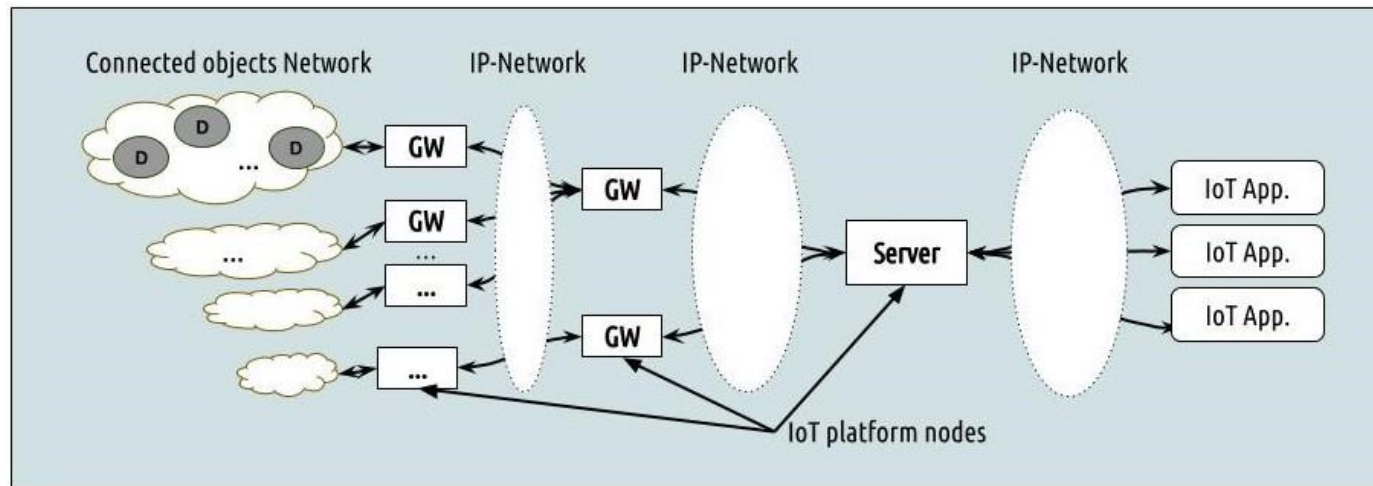 Connected objects Network
IP-Network
IP-Network
IP-Network
D
D
D
...
GW
GW
IoT App.
GW
...
...
Server
IoT App.
...
GW
IoT App.
...
IoT platform nodes